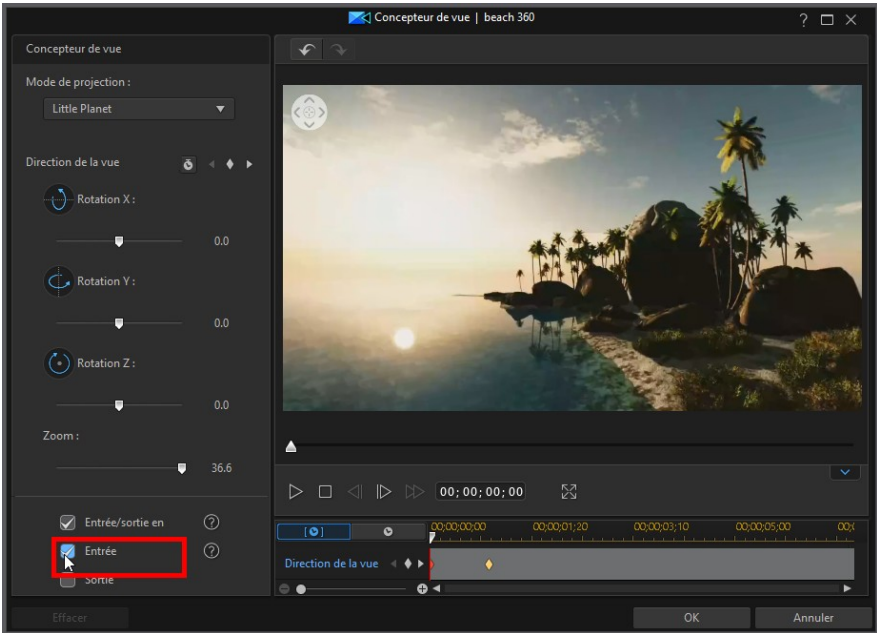 Concepteur de vue | beach 360
?
Concepteur de vue
Mode de projection :
Little Planet
Direction de la vue
Rotation X :
0.0
Rotation Y :
0.0
Rotation Z :
0.0
Zoom :
36.6
Entrée/sortie en ?
Entrée ?
Sortie
Effacer
00;00;00;00
00;00;00;00 00;00;01;20 00;00;03;10 00;00;05;00 00;(
Direction de la vue
OK Annuler